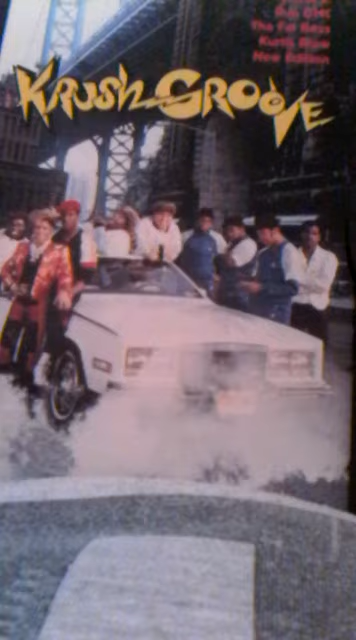 Run DMC
The Fat Boys
Kurtis Blow
New Edition
KRUSH GROOVE